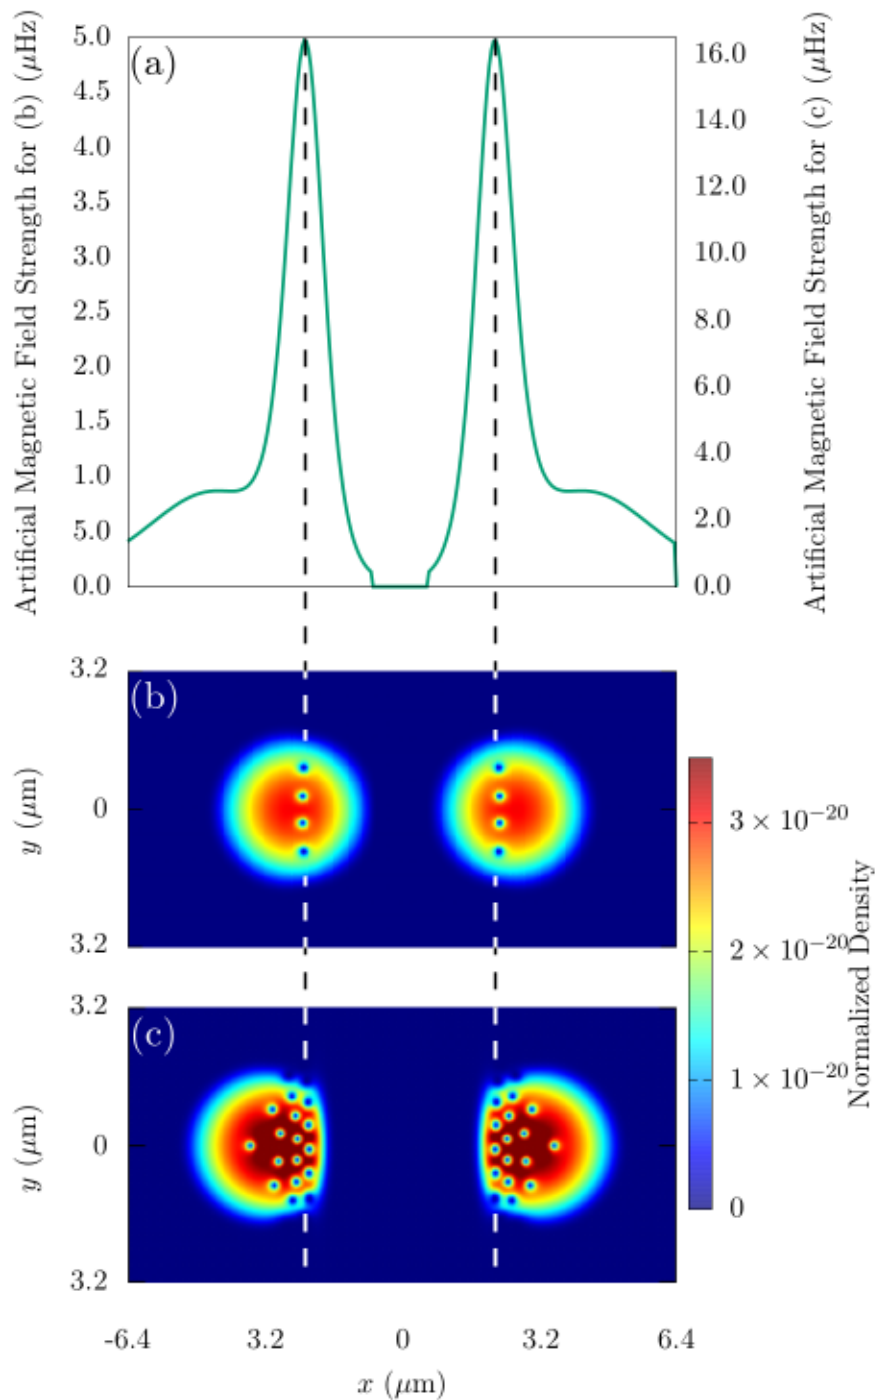 Artificial Magnetic Field Strength for (b) (μHz)
5.0
4.5
4.0
3.5
3.0
2.5
2.0
1.5
1.0
5.0
0.0
(a)
16.0
14.0
12.0
10.0
8.0
6.0
4.0
2.0
0.0
Artificial Magnetic Field Strength for (c) (μHz)
3.2
0
3.2
y (μm)
(b)
3.2
0
3.2
y (μm)
(c)
3 × 10⁻²⁰
2 × 10⁻²⁰
1 × 10⁻²⁰
0
Normalized Density
-6.4 3.2 0 3.2 6.4
x (μm)